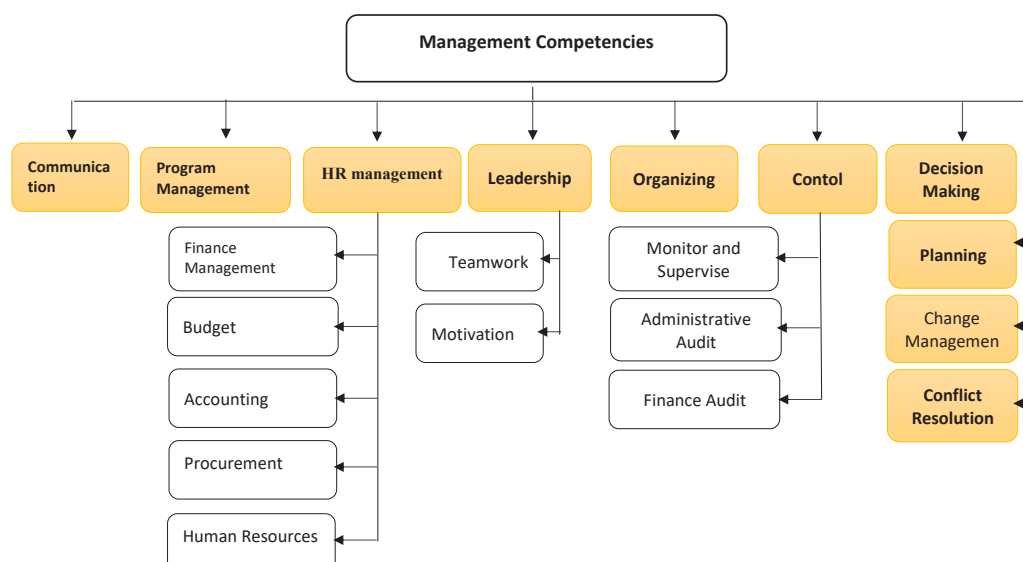 Management Competencies
Communica
tion
Program
Management
HR management
Leadership
Organizing
Contol
Decision
Making
Finance
Management
Budget
Accounting
Procurement
Human Resources
Teamwork
Motivation
Monitor and
Supervise
Administrative
Audit
Finance Audit
Planning
Change
Managemen
Conflict
Resolution